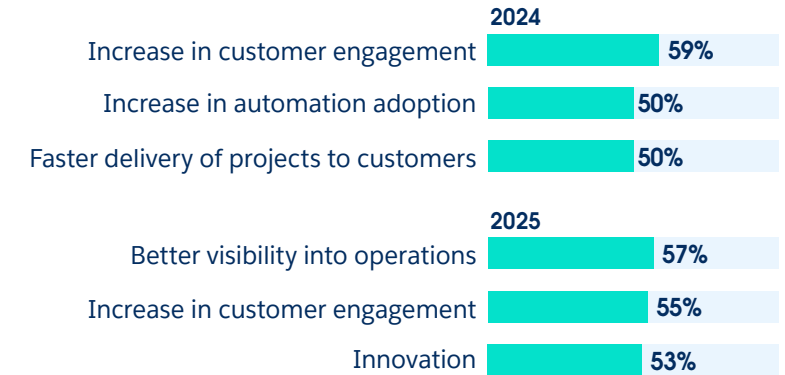 2024
Increase in customer engagement 59%
Increase in automation adoption 50%
Faster delivery of projects to customers 50%
2025
Better visibility into operations 57%
Increase in customer engagement 55%
Innovation 53%